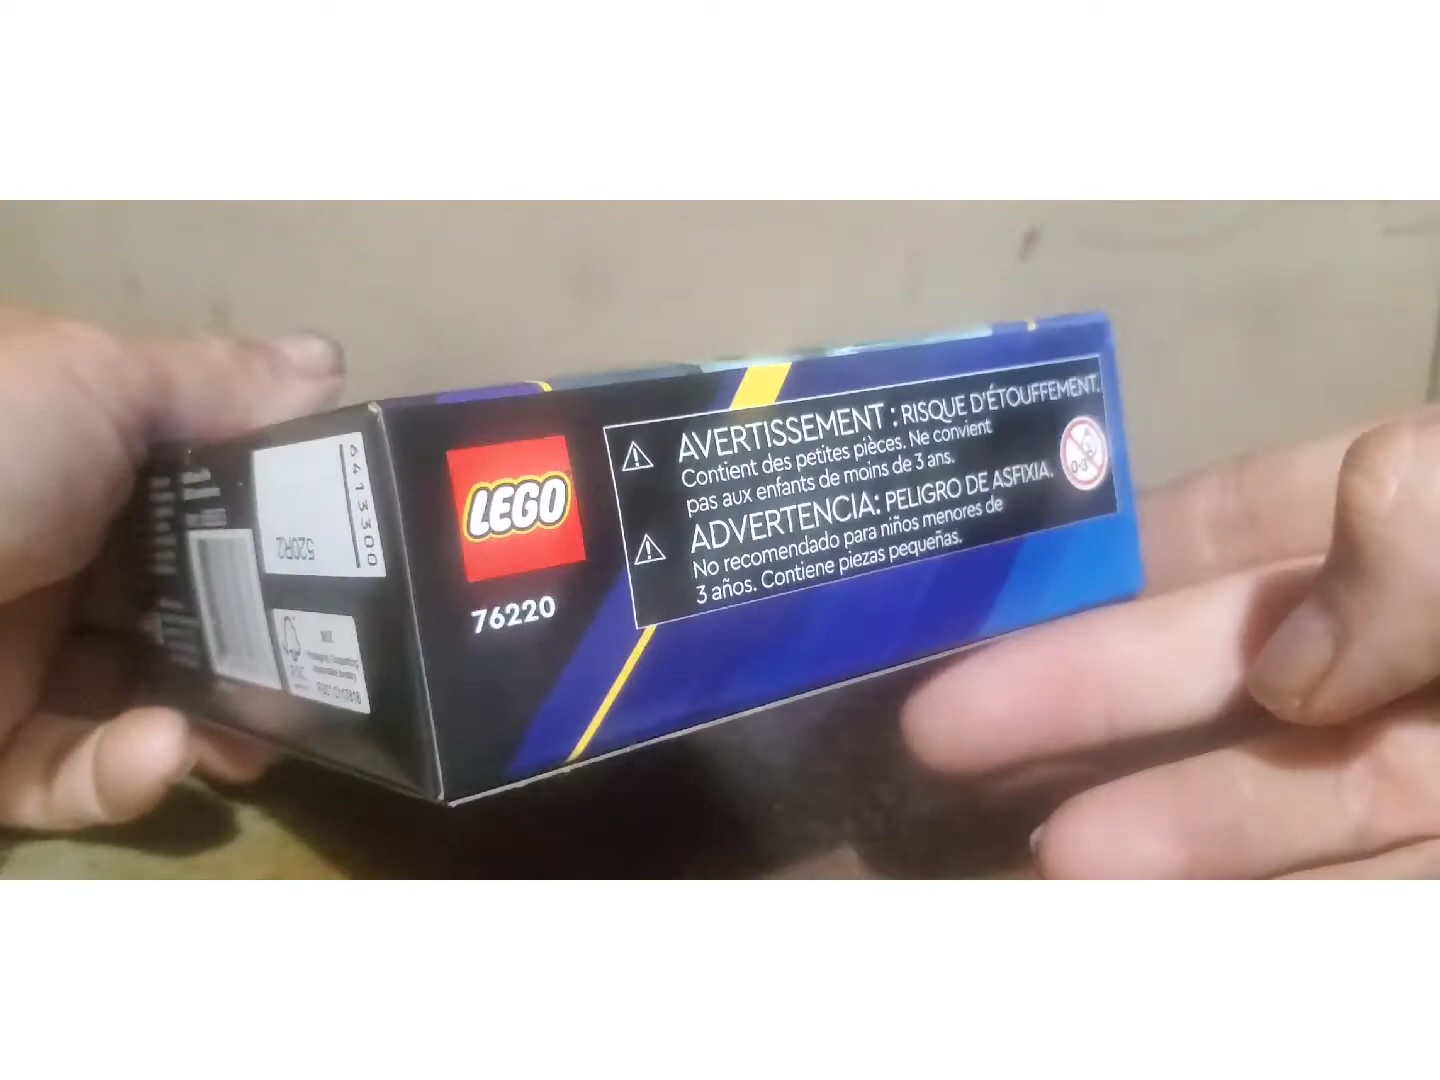 6413300
520R2
MIX
LEGO
76220
AVERTISSEMENT : RISQUE D'ÉTOUFFEMENT.
Contient des petites pièces. Ne convient
pas aux enfants de moins de 3 ans.
ADVERTENCIA: PELIGRO DE ASFIXIA.
No recomendado para niños menores de
3 años. Contiene piezas pequeñas.